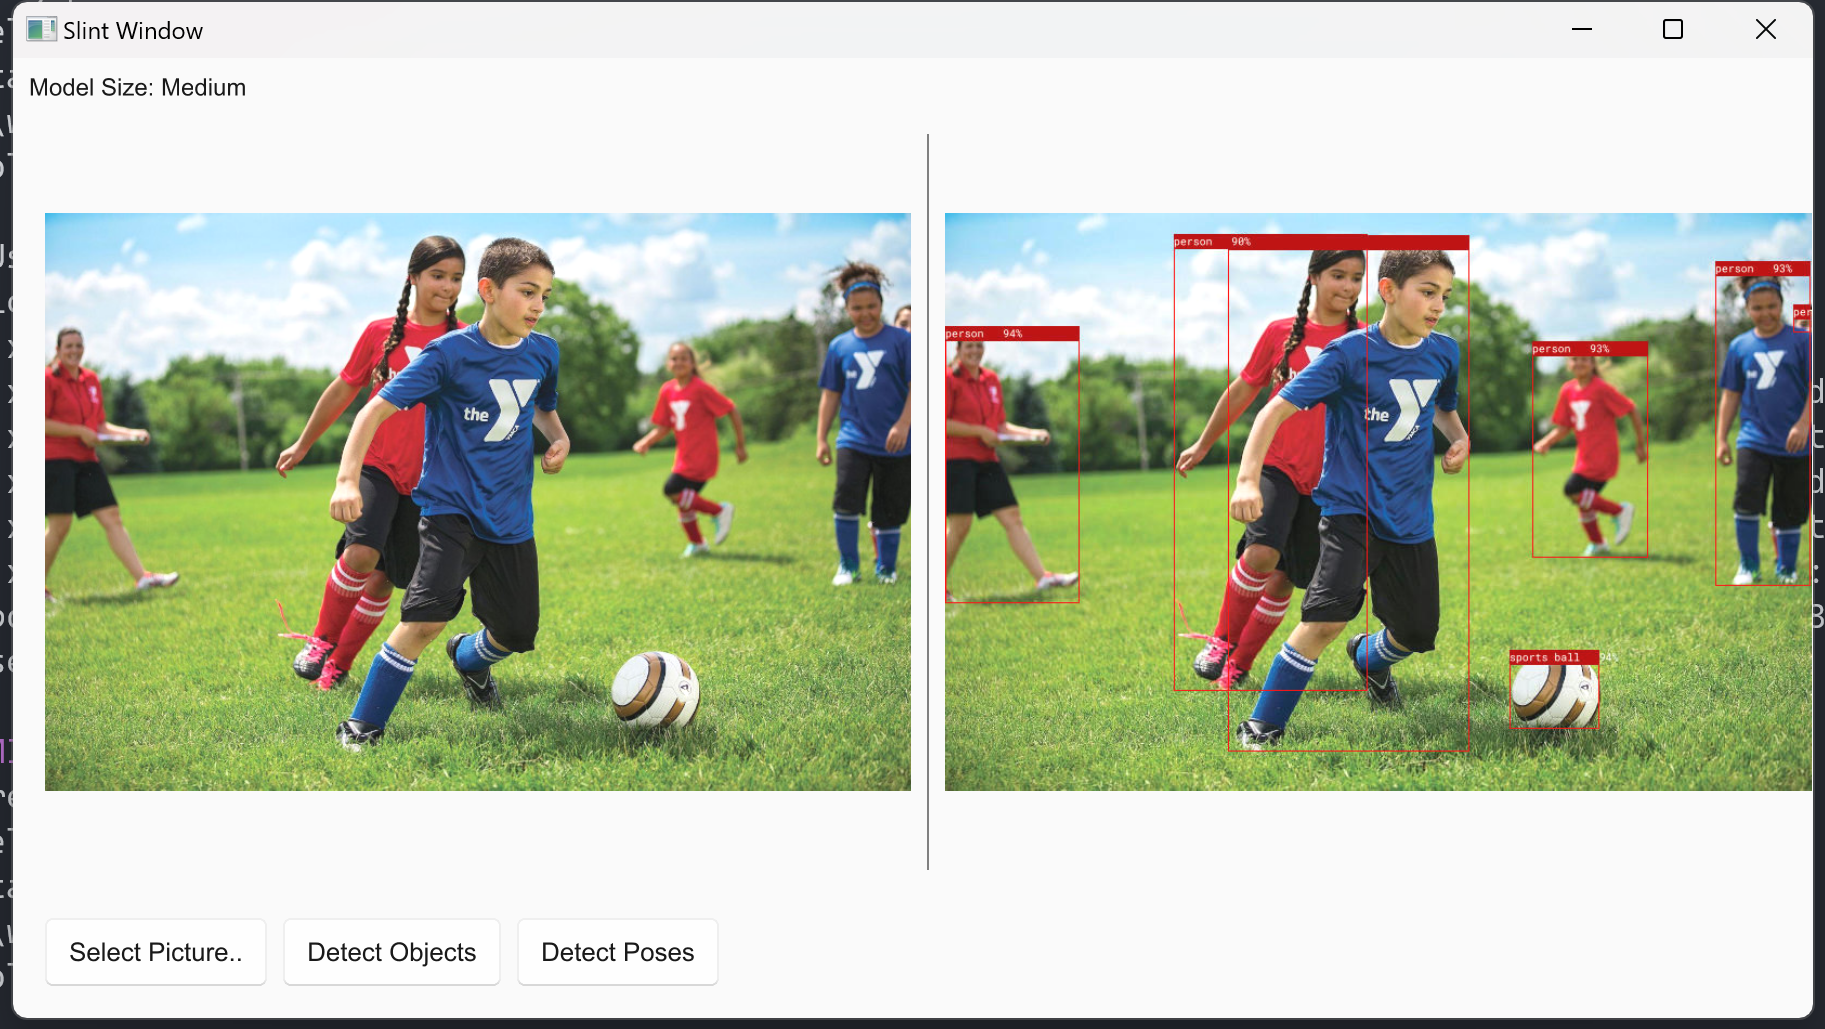 Slint Window
Model Size: Medium
the
Y
YMCA
person 90%
person 93%
per
person 94%
person 93%
the
Y
sports ball 94%
Select Picture..
Detect Objects
Detect Poses